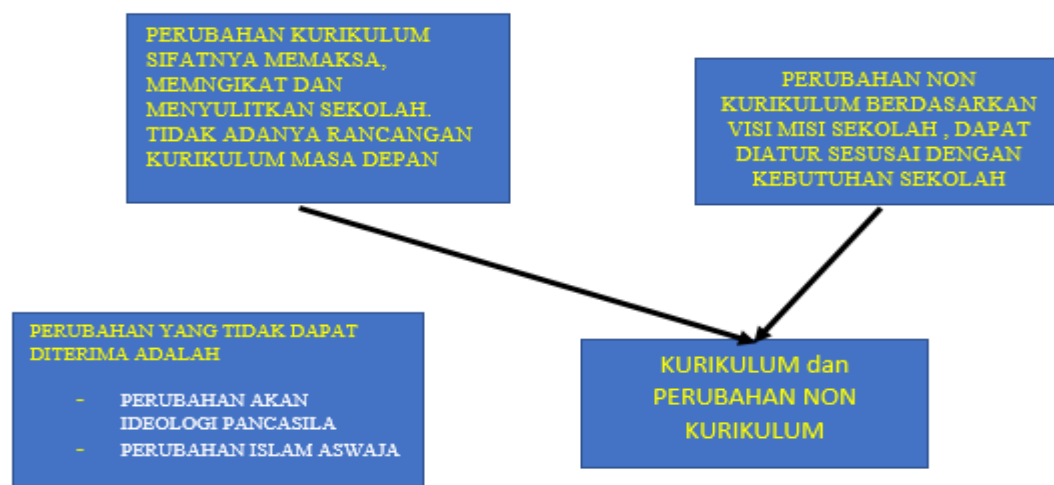 PERUBAHAN KURIKULUM
SIFATNYA MEMAKSA,
MEMNGIKAT DAN
MENYULITKAN SEKOLAH.
TIDAK ADANYA RANCANGAN
KURIKULUM MASA DEPAN
PERUBAHAN NON
KURIKULUM BERDASARKAN
VISI MISI SEKOLAH , DAPAT
DIATUR SESUSAI DENGAN
KEBUTUHAN SEKOLAH
PERUBAHAN YANG TIDAK DAPAT
DITERIMA ADALAH
- PERUBAHAN AKAN
IDEOLOGI PANCASILA
- PERUBAHAN ISLAM ASWAJA
KURIKULUM dan
PERUBAHAN NON
KURIKULUM